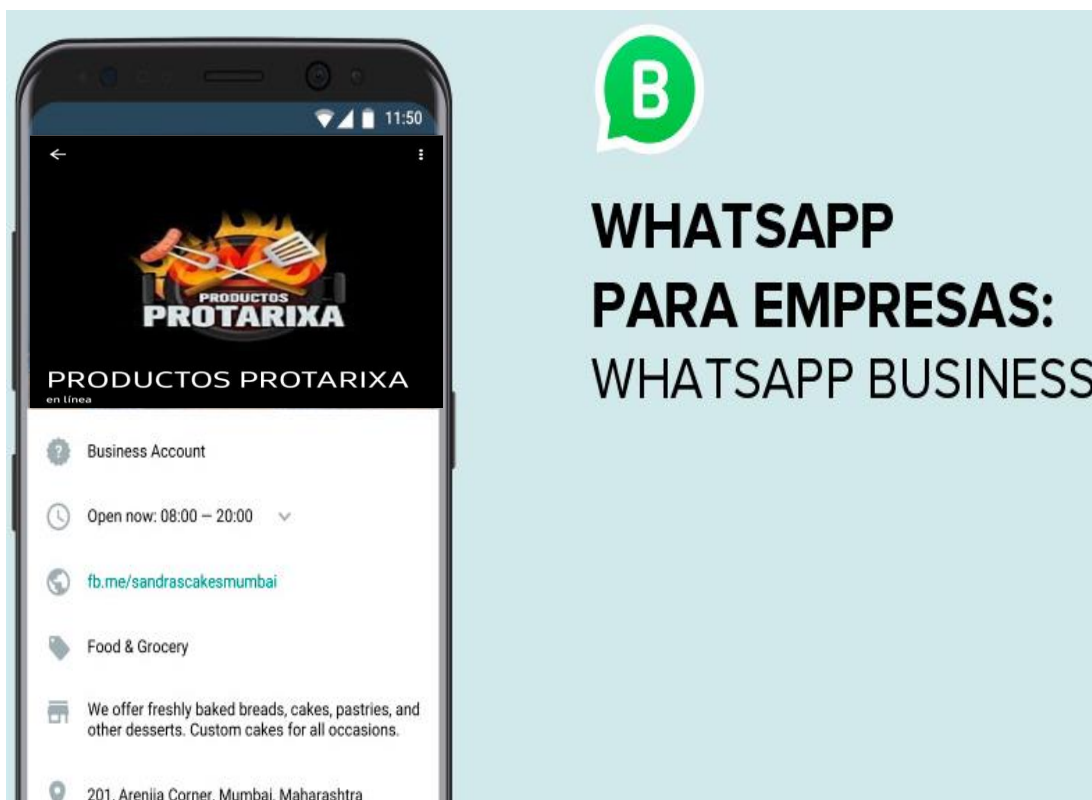 11:50
PRODUCTOS
PROTARIXA
PRODUCTOS PROTARIXA
en línea
Business Account
Open now: 08:00 — 20:00
fb.me/sandrascakesmumbai
Food & Grocery
We offer freshly baked breads, cakes, pastries, and
other desserts. Custom cakes for all occasions.
201, Arenija Corner, Mumbai, Maharashtra
B
WHATSAPP
PARA EMPRESAS:
WHATSAPP BUSINESS